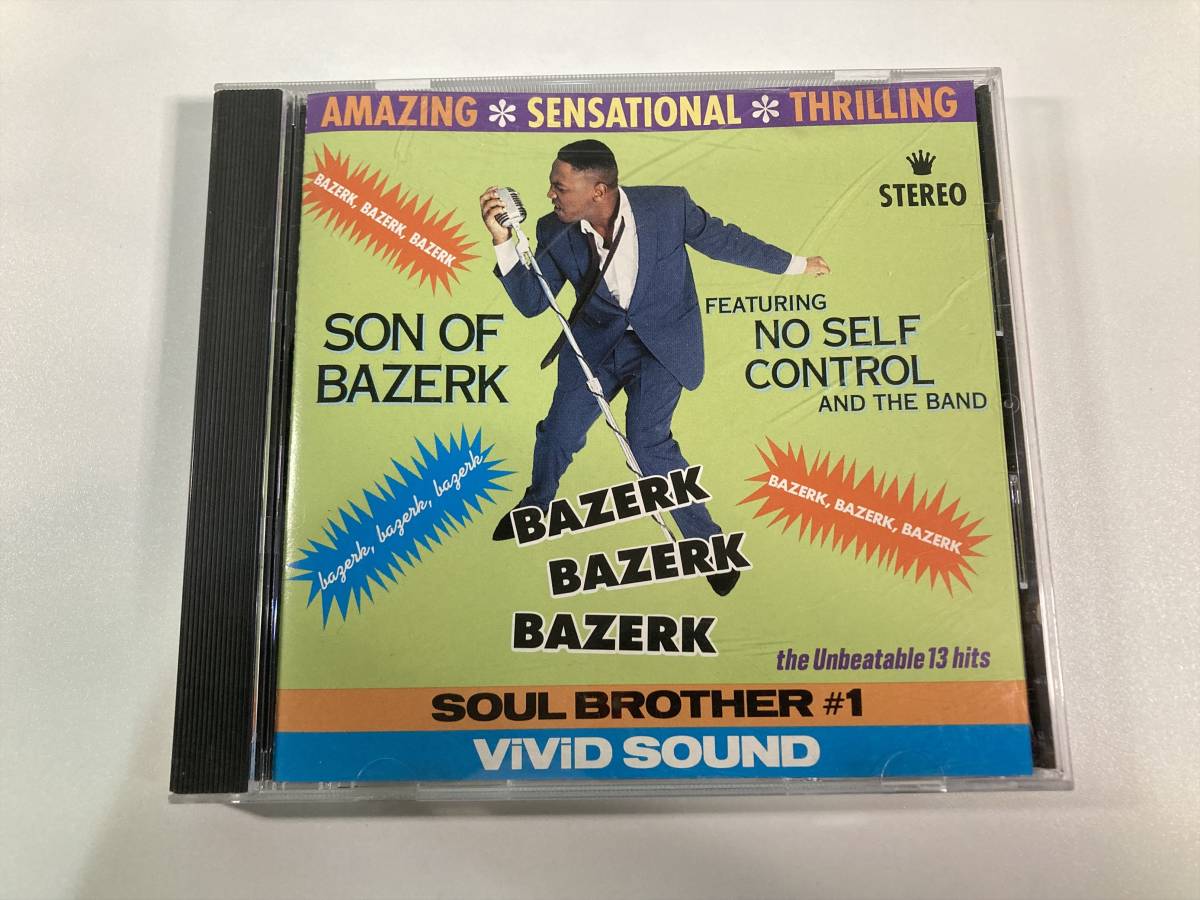 AMAZING * SENSATIONAL * THRILLING
STEREO
BAZERK, BAZERK, BAZERK
SON OF
BAZERK
FEATURING
NO SELF
CONTROL
AND THE BAND
bazerk, bazerk, bazerk
BAZERK, BAZERK, BAZERK
BAZERK
BAZERK
BAZERK
the Unbeatable 13 hits
SOUL BROTHER #1
ViViD SOUND